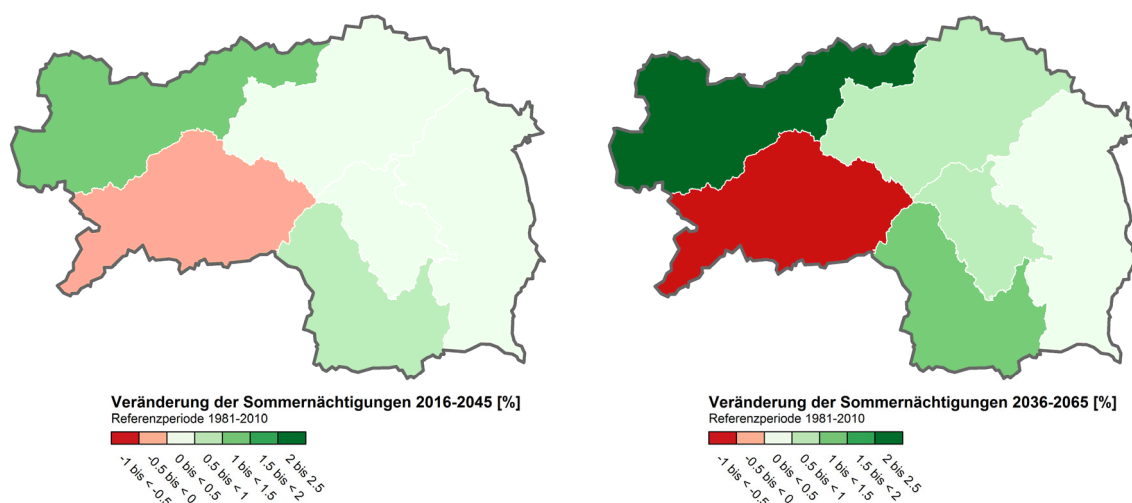 Veränderung der Sommernächtigungen 2016-2045 [%]
Referenzperiode 1981-2010
-1 bis < -0.5
-0.5 bis < 0
0 bis < 0.5
0.5 bis < 1
1 bis < 1.5
1.5 bis < 2
2 bis 2.5
Veränderung der Sommernächtigungen 2036-2065 [%]
Referenzperiode 1981-2010
-1 bis < -0.5
-0.5 bis < 0
0 bis < 0.5
0.5 bis < 1
1 bis < 1.5
1.5 bis < 2
2 bis 2.5